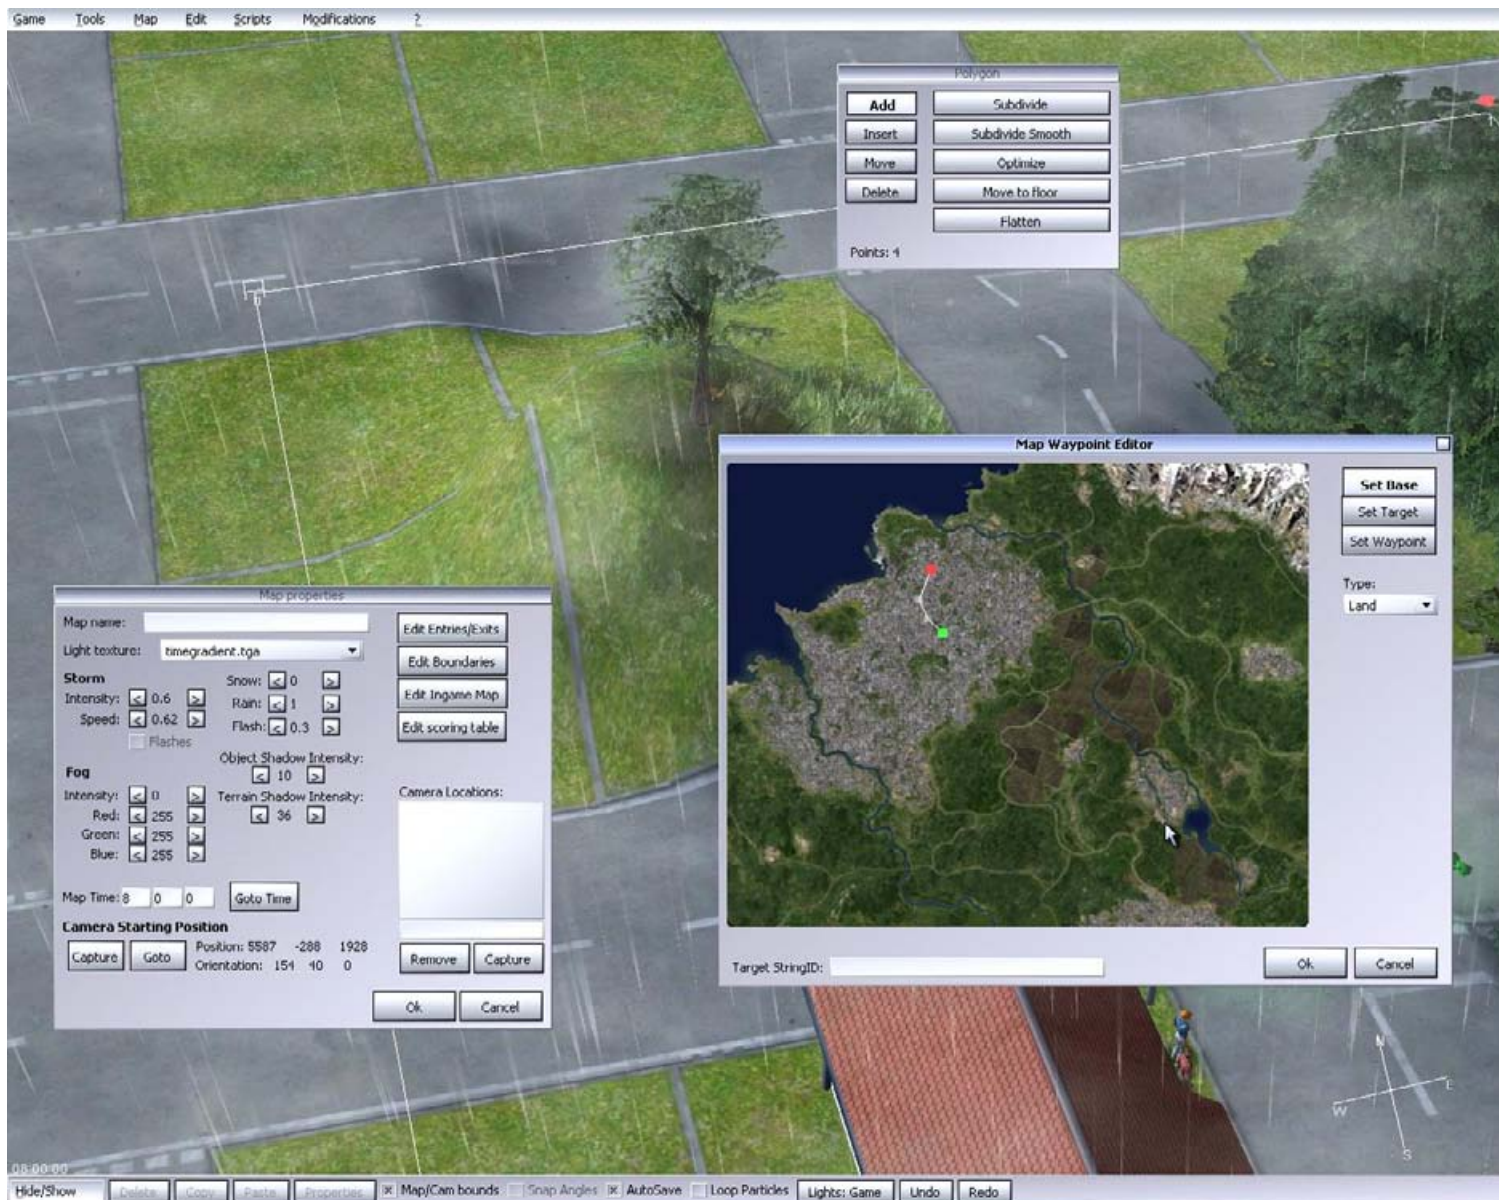 Game Tools Map Edit Scripts Modifications ?
Polygon
Add Subdivide
Insert Subdivide Smooth
Move Optimize
Delete Move to floor
Flatten
Points: 4
1
0
Map Waypoint Editor
Set Base
Set Target
Set Waypoint
Type:
Land
Target StringID:
Ok Cancel
Map properties
Map name:
Light texture: timegradient.tga
Storm
Intensity: < 0.6 >
Speed: < 0.62 >
Flashes
Snow: < 0 >
Rain: < 1 >
Flash: < 0.3 >
Object Shadow Intensity:
< 10 >
Terrain Shadow Intensity:
< 36 >
Fog
Intensity: < 0 >
Red: < 255 >
Green: < 255 >
Blue: < 255 >
Map Time: 8 0 0 Goto Time
Camera Starting Position
Capture Goto
Position: 5587 -288 1928
Orientation: 154 40 0
Edit Entries/Exits
Edit Boundaries
Edit Ingame Map
Edit scoring table
Camera Locations:
Remove Capture
Ok Cancel
N
E
W
S
08:00:00
Hide/Show Delete Copy Paste Properties Map/Cam bounds Snap Angles AutoSave Loop Particles Lights: Game Undo Redo